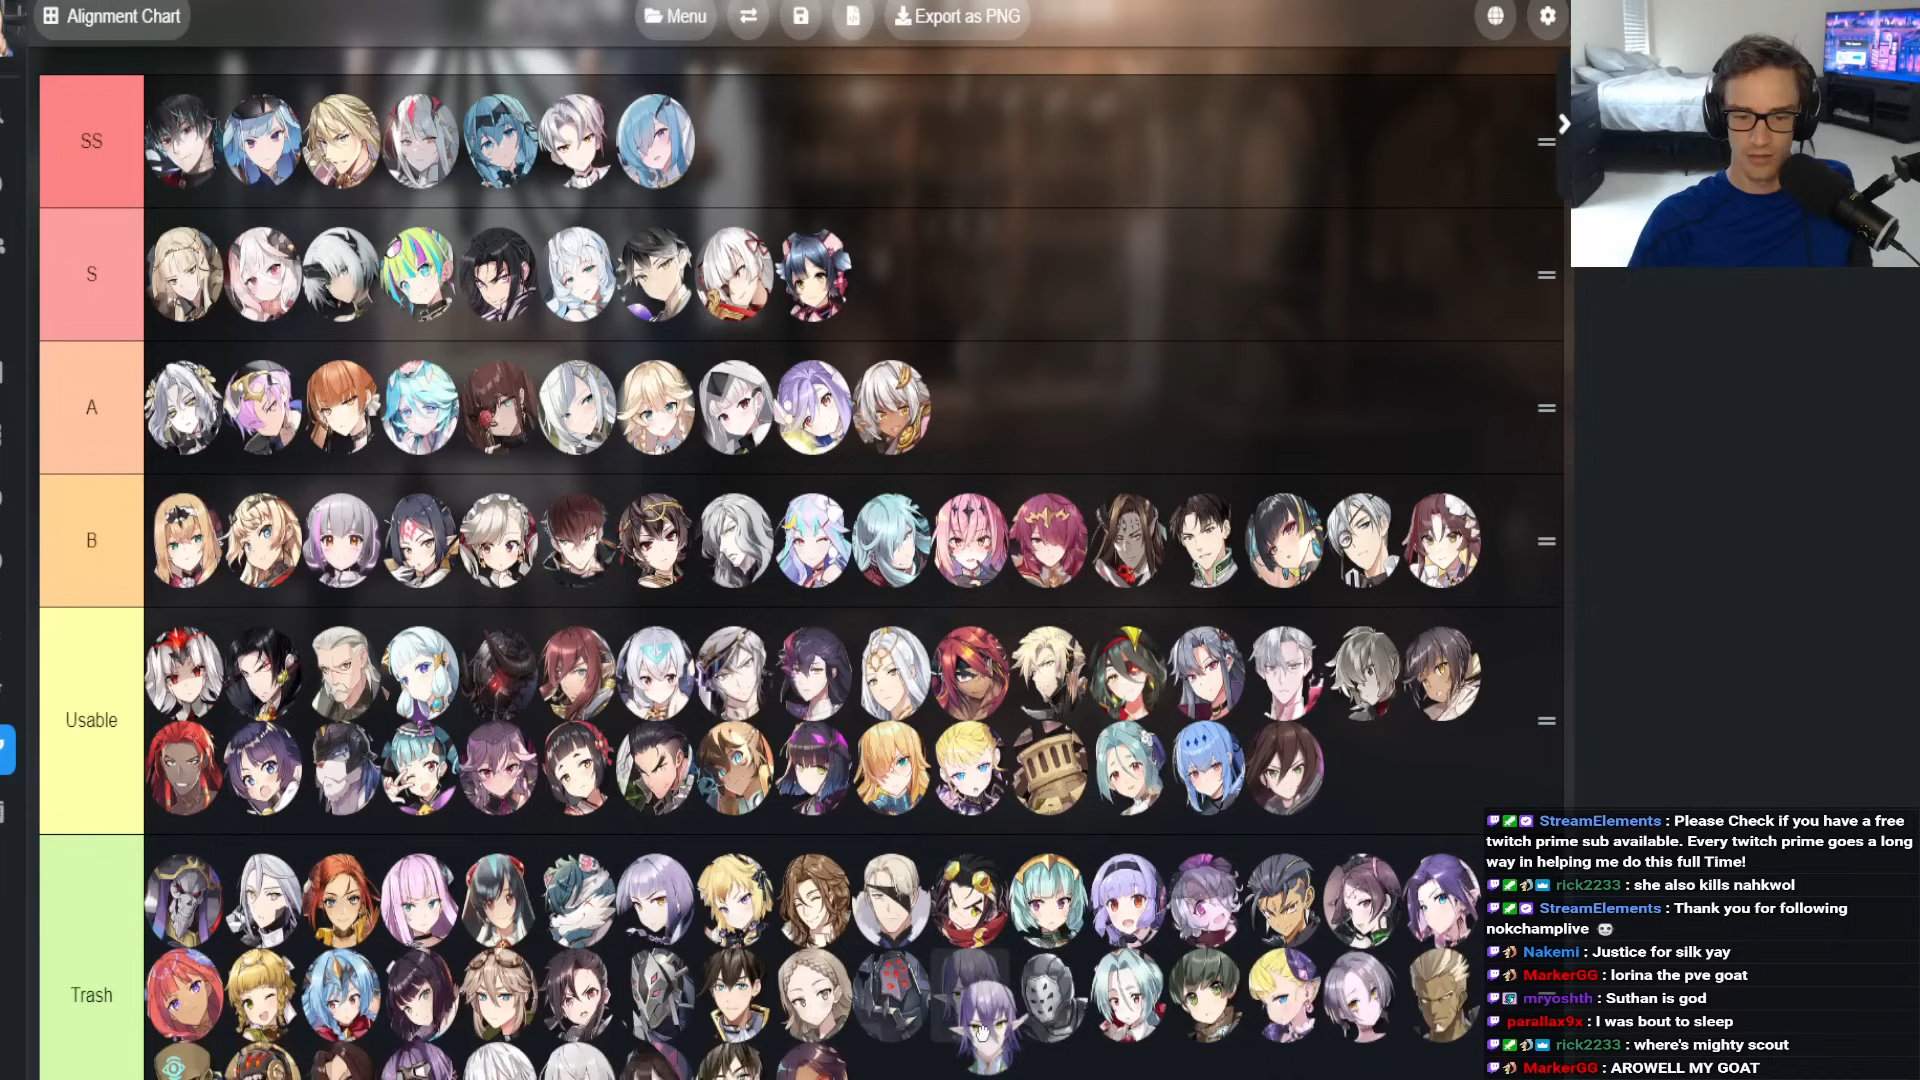 Alignment Chart
Menu
Export as PNG
SS
S
A
B
Usable
Trash
StreamElements : Please Check if you have a free
twitch prime sub available. Every twitch prime goes a long
way in helping me do this full Time!
rick2233 : she also kills nahkwol
StreamElements : Thank you for following
nokchamplive
Nakemi : Justice for silk yay
MarkerGG : lorina the pve goat
mryoshth : Suthan is god
parallax9x : I was bout to sleep
rick2233 : where's mighty scout
MarkerGG : AROWELL MY GOAT